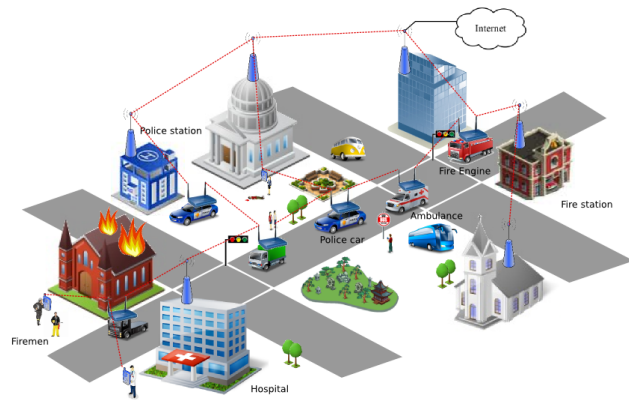 Internet
Police station
Fire Engine
Fire station
Ambulance
Police car
Firemen
Hospital